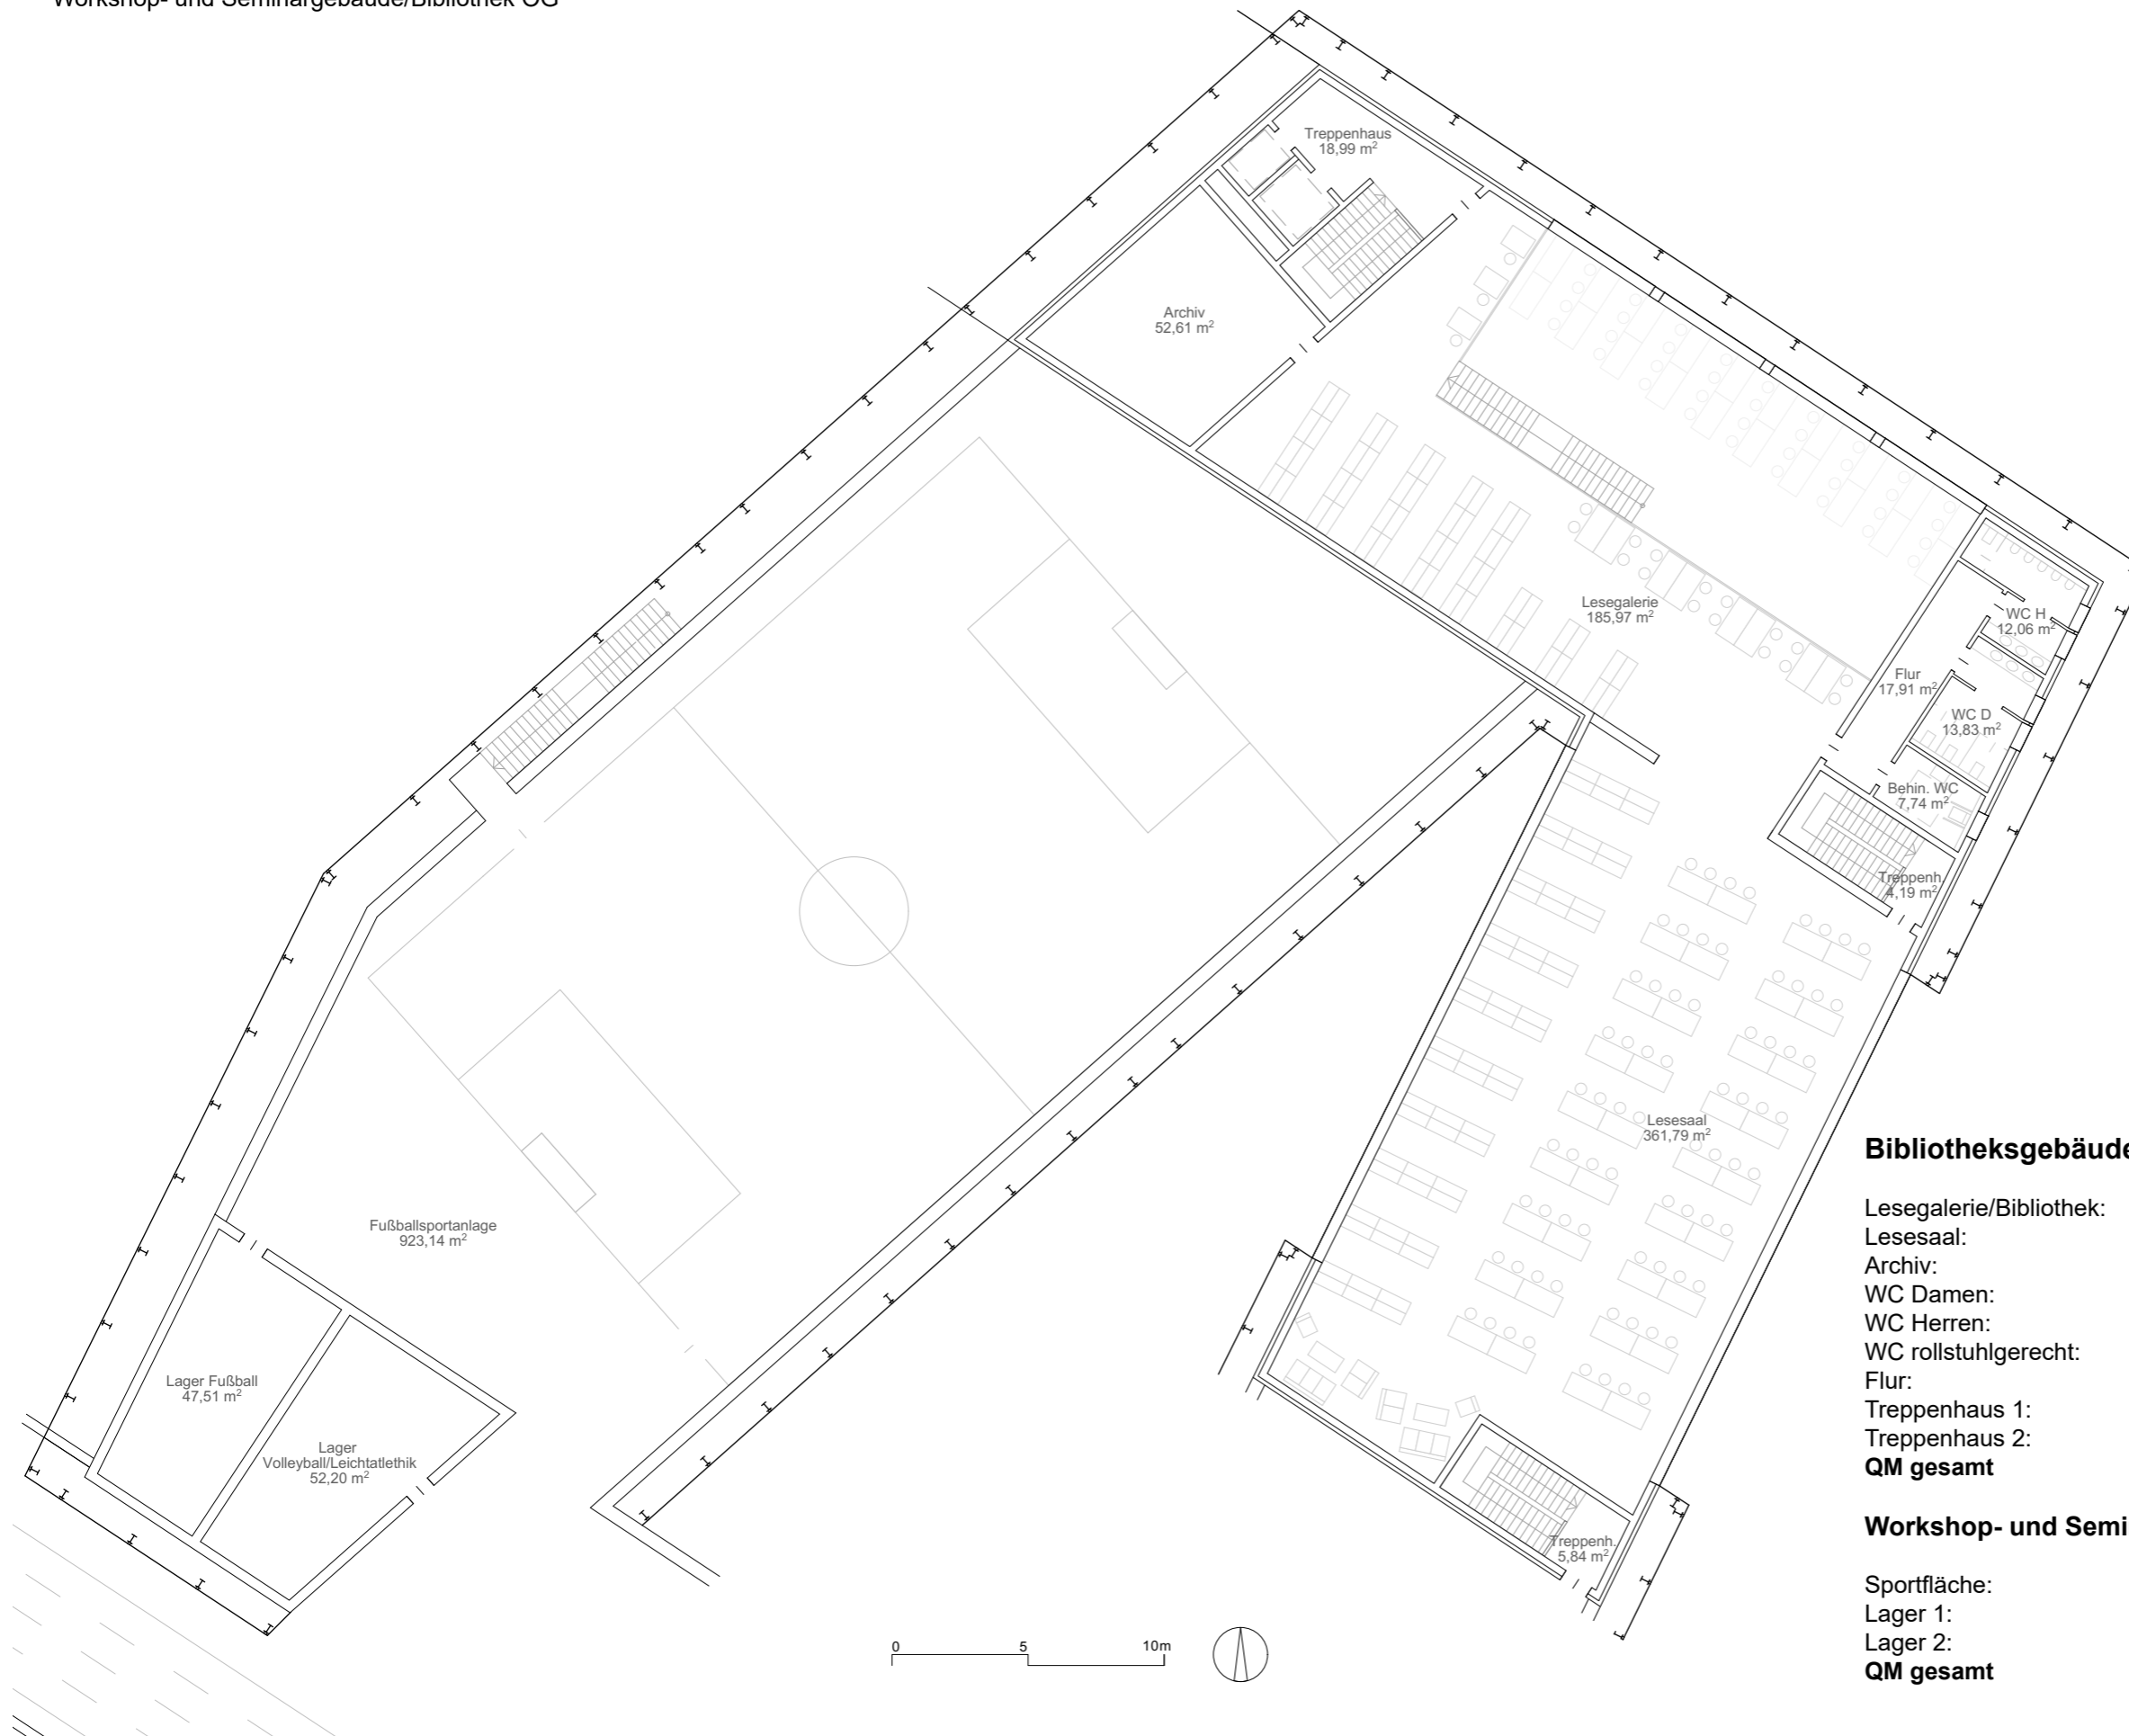 Workshop- und Seminargebäude/Bibliothek OG
Treppenhaus
18,99 m²
Archiv
52,61 m²
Lesegalerie
185,97 m²
WC H
12,06 m²
Flur
17,91 m²
WC D
13,83 m²
Behin. WC
7,74 m²
Treppenh.
4,19 m²
Lesesaal
361,79 m²
Fußballsportanlage
923,14 m²
Lager Fußball
47,51 m²
Lager
Volleyball/Leichtatlethik
52,20 m²
Treppenh.
5,84 m²
0 5 10m
Bibliotheksgebäude
Lesegalerie/Bibliothek:
Lesesaal:
Archiv:
WC Damen:
WC Herren:
WC rollstuhlgerecht:
Flur:
Treppenhaus 1:
Treppenhaus 2:
QM gesamt
Workshop- und Semi
Sportfläche:
Lager 1:
Lager 2:
QM gesamt